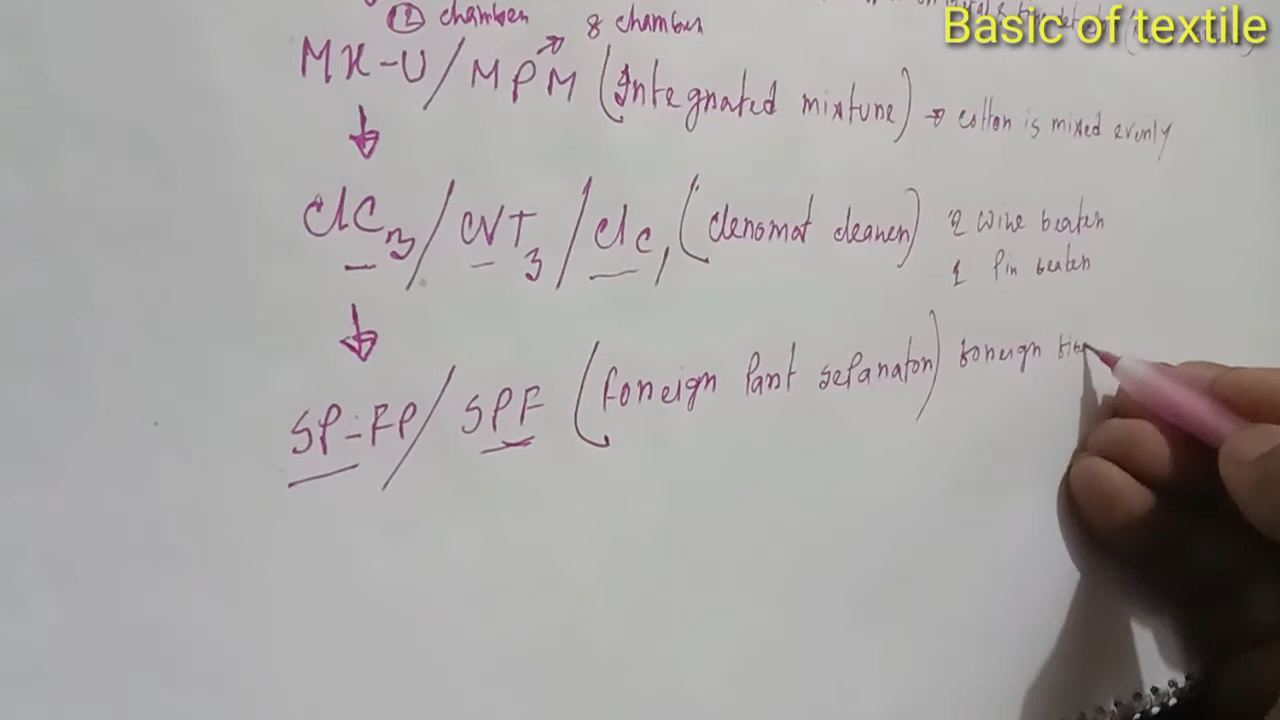 Basic of textile
12 chamber 8 chamber
MX-U/MPM (Integrated mixture) → cotton is mixed evenly
ClC3/CVT3/ClC1 (clenomat cleaner) 2 wire beater
1 Pin beater
SP-FP/SPF (foreign part separator) foreign